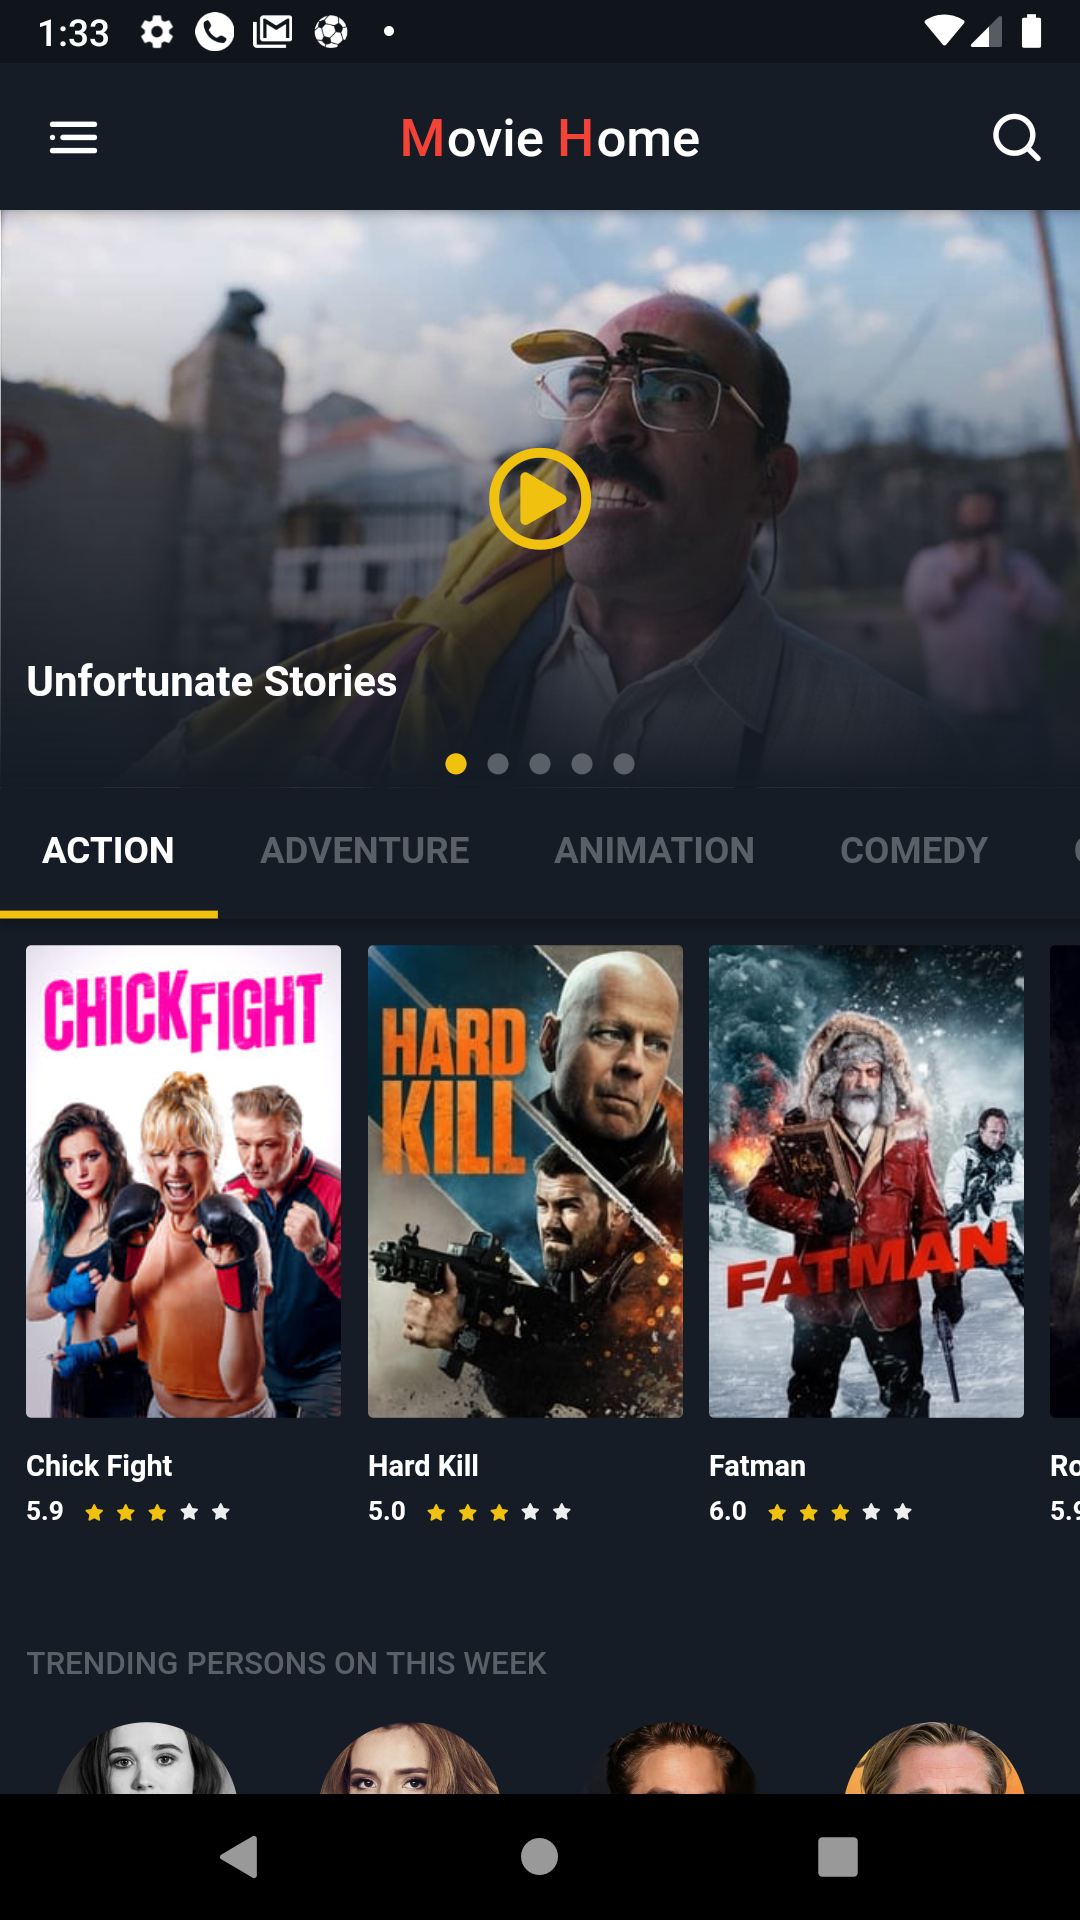 1:33
Movie Home
Unfortunate Stories
ACTION ADVENTURE ANIMATION COMEDY
CHICKFIGHT
HARD
KILL
FATMAN
Chick Fight
Hard Kill
Fatman
Ro
5.9
5.0
6.0
5.9
TRENDING PERSONS ON THIS WEEK